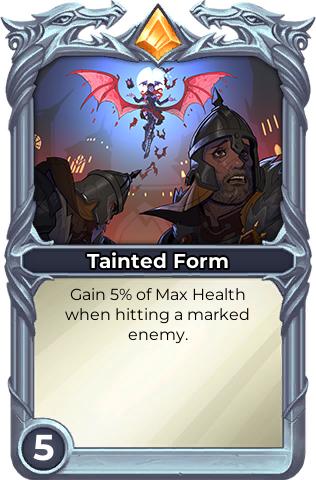 Tainted Form
Gain 5% of Max Health
when hitting a marked
enemy.
5